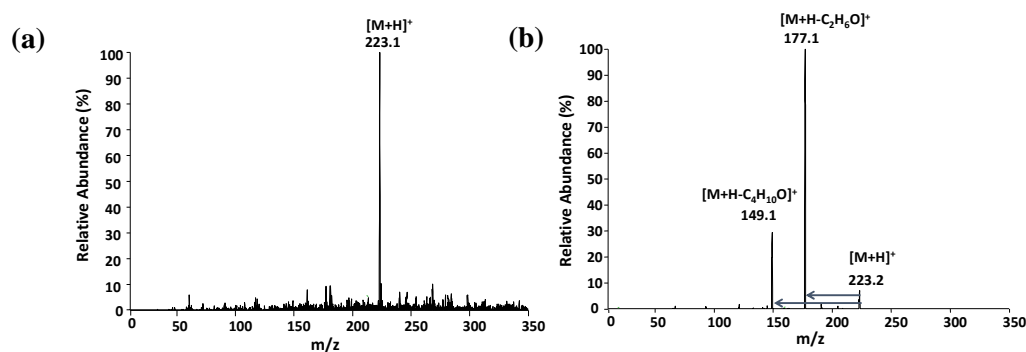 (a)
[M+H]⁺
223.1
Relative Abundance (%)
100
90
80
70
60
50
40
30
20
10
0
0 50 100 150 200 250 300 350
m/z
(b)
[M+H-C₂H₆O]⁺
177.1
[M+H-C₄H₁₀O]⁺
149.1
[M+H]⁺
223.2
Relative Abundance (%)
100
90
80
70
60
50
40
30
20
10
0
0 50 100 150 200 250 300 350
m/z